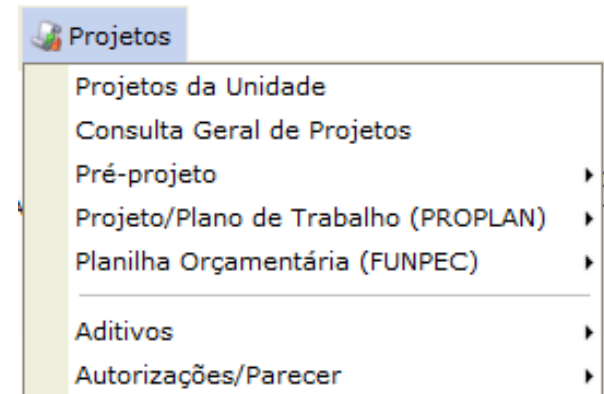 Projetos
Projetos da Unidade
Consulta Geral de Projetos
Pré-projeto
Projeto/Plano de Trabalho (PROPLAN)
Planilha Orçamentária (FUNPEC)
Aditivos
Autorizações/Parecer